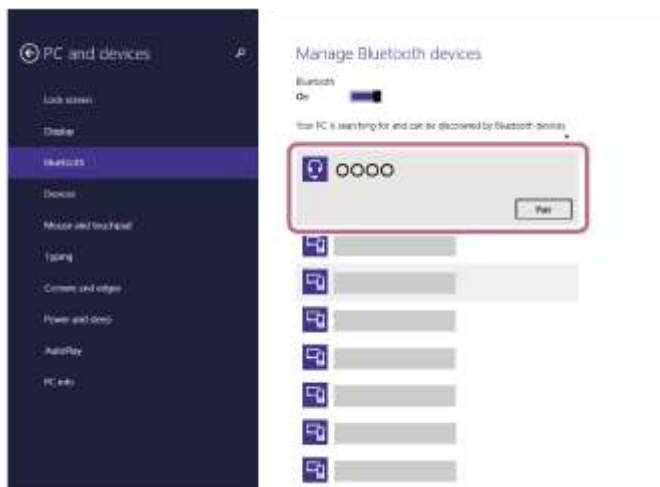 PC and devices
Lock screen
Display
Bluetooth
Devices
Mouse and touchpad
Typing
Corners and edges
Power and sleep
AutoPlay
PC info
Manage Bluetooth devices
Bluetooth
On
Your PC is searching for and can be discovered by Bluetooth devices.
OOOO
Pair